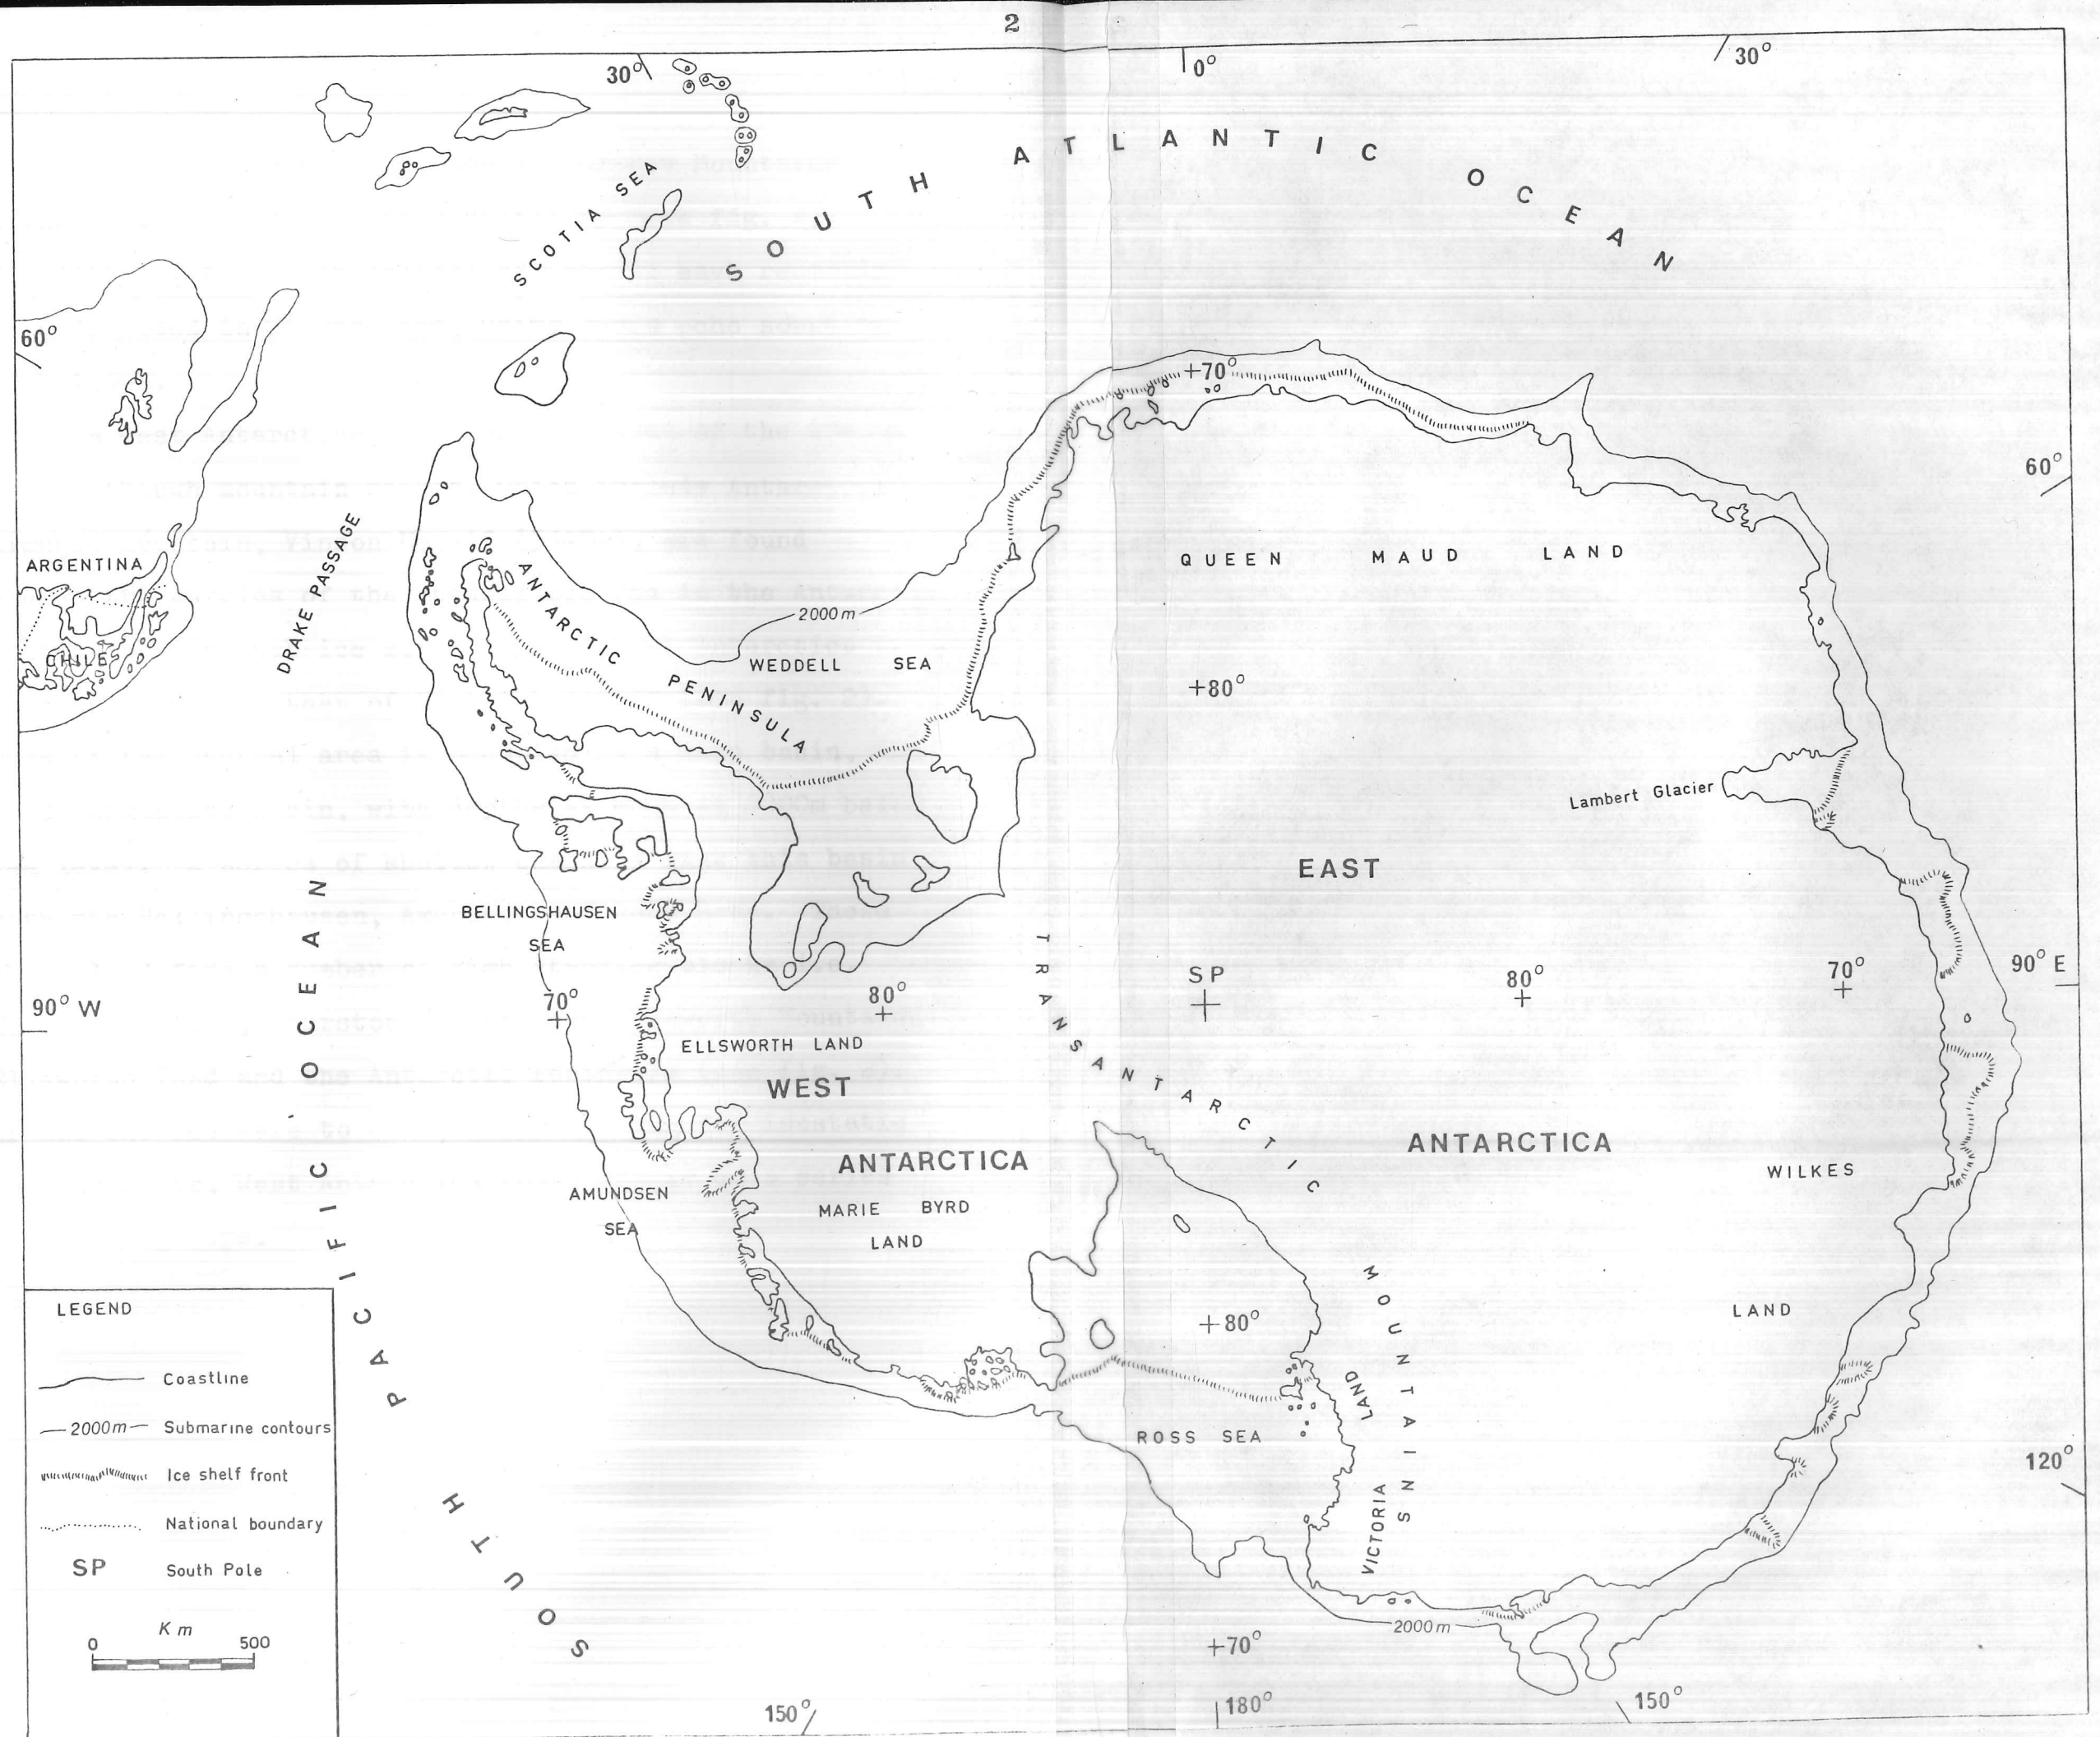 2
30°
0°
30°
SOUTH ATLANTIC OCEAN
SCOTIA SEA
60°
+70°
60°
ARGENTINA
CHILE
DRAKE PASSAGE
ANTARCTIC PENINSULA
2000m
WEDDELL SEA
QUEEN MAUD LAND
+80°
Lambert Glacier
EAST
BELLINGSHAUSEN
SEA
90° W
70°
80°
SP
80°
70°
90° E
TRANSANTARCTIC MOUNTAINS
ELLSWORTH LAND
WEST
ANTARCTICA
ANTARCTICA
WILKES
LAND
AMUNDSEN
SEA
MARIE BYRD
LAND
SOUTH PACIFIC OCEAN
+80°
ROSS SEA
VICTORIA LAND
120°
2000m
+70°
150°
180°
150°
LEGEND
Coastline
2000m Submarine contours
Ice shelf front
National boundary
SP South Pole
Km
0 500